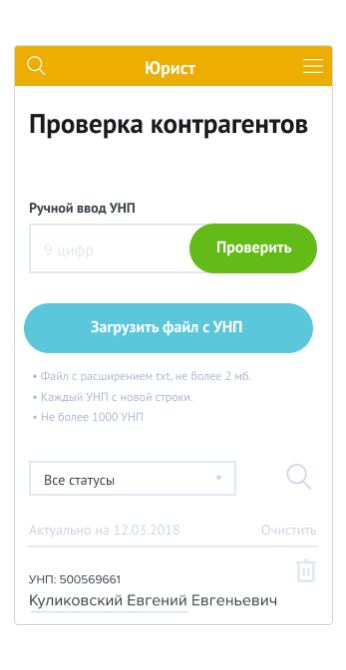 Юрист
Проверка контрагентов
Ручной ввод УНП
9 цифр
Проверить
Загрузить файл с УНП
• Файл с расширением txt, не более 2 мб.
• Каждый УНП с новой строки.
• Не более 1000 УНП
Все статусы
Актуально на 12.03.2018 Очистить
УНП: 500569661
Куликовский Евгений Евгеньевич